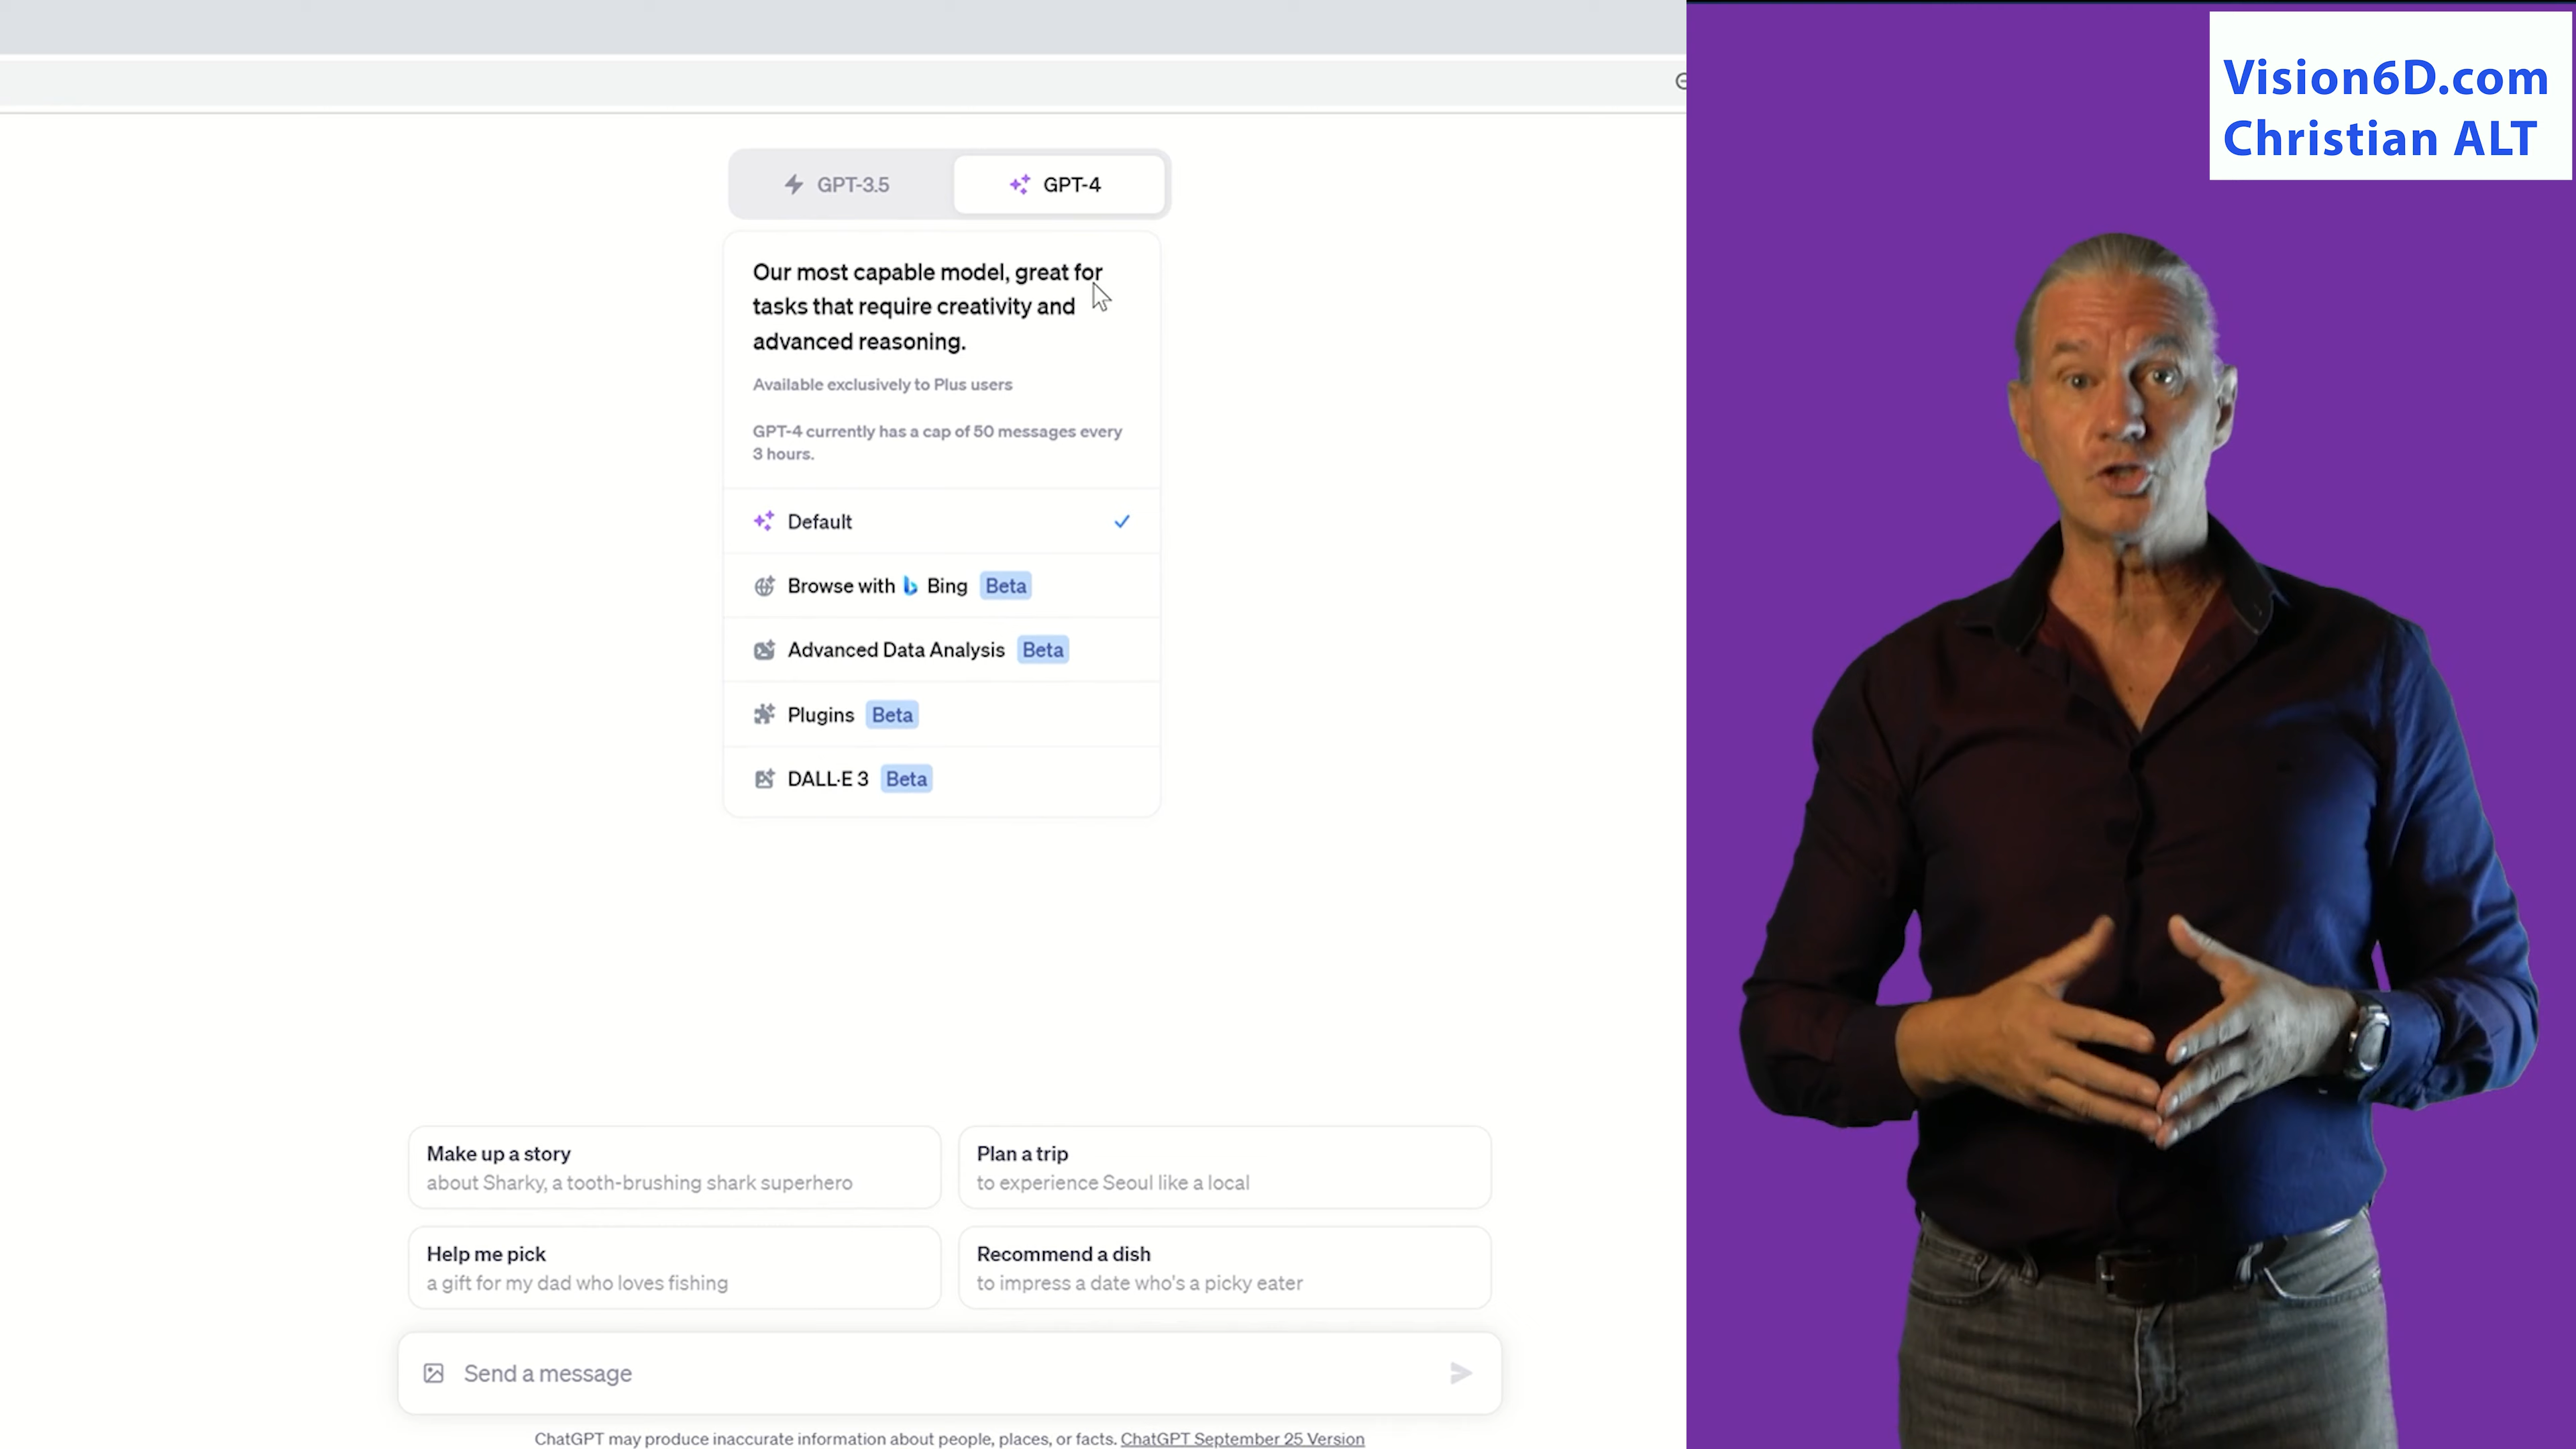 Vision6D.com
Christian ALT
GPT-3.5
GPT-4
Our most capable model, great for
tasks that require creativity and
advanced reasoning.
Available exclusively to Plus users
GPT-4 currently has a cap of 50 messages every
3 hours.
Default
Browse with Bing Beta
Advanced Data Analysis Beta
Plugins Beta
DALL·E 3 Beta
Make up a story
about Sharky, a tooth-brushing shark superhero
Plan a trip
to experience Seoul like a local
Help me pick
a gift for my dad who loves fishing
Recommend a dish
to impress a date who's a picky eater
Send a message
ChatGPT may produce inaccurate information about people, places, or facts. ChatGPT September 25 Version